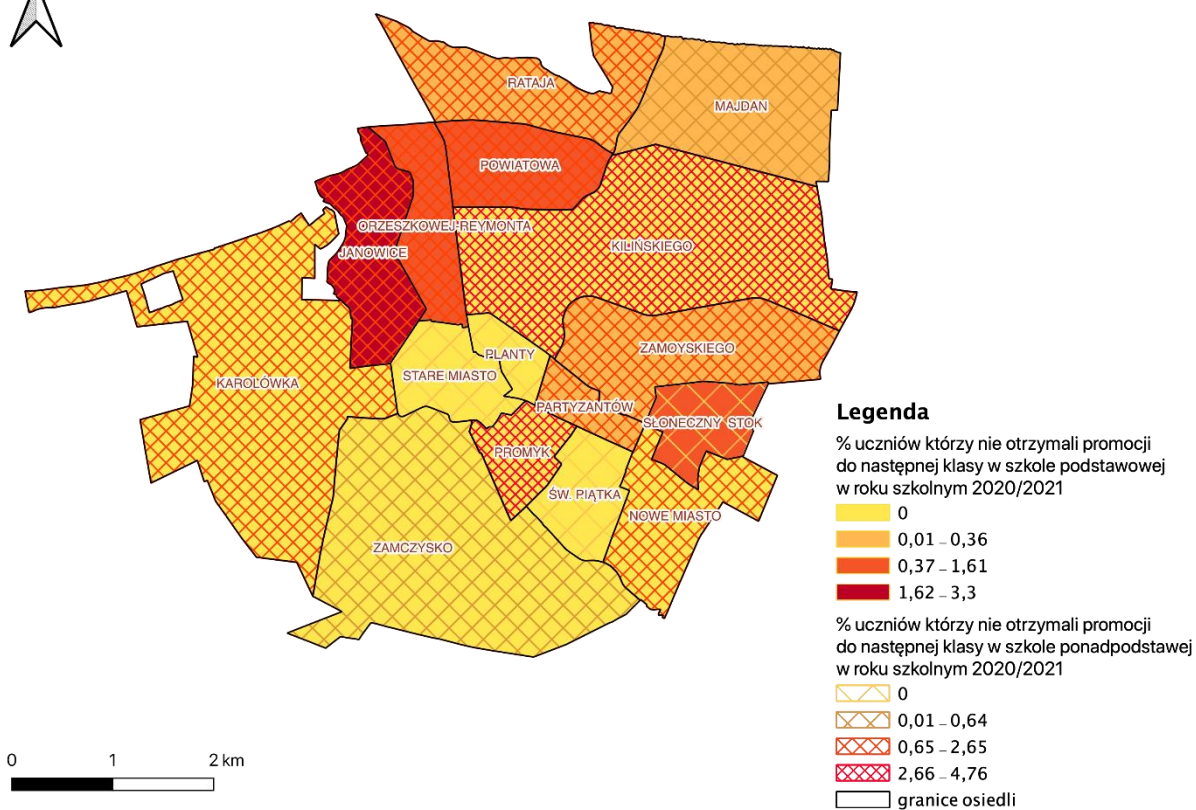 RATAJA
MAJDAN
POWIATOWA
ORZESZKOWEJ-REYMONTA
KILIŃSKIEGO
JANOWICE
ZAMOYSKIEGO
PLANTY
STARE MIASTO
KAROLÓWKA
PARTYZANTÓW
SŁONECZNY STOK
PROMYK
ŚW. PIĄTKA
NOWE MIASTO
ZAMCZYSKO
Legenda
% uczniów którzy nie otrzymali promocji
do następnej klasy w szkole podstawowej
w roku szkolnym 2020/2021
0
0,01 – 0,36
0,37 – 1,61
1,62 – 3,3
% uczniów którzy nie otrzymali promocji
do następnej klasy w szkole ponadpodstawej
w roku szkolnym 2020/2021
0
0,01 – 0,64
0,65 – 2,65
2,66 – 4,76
granice osiedli
0 1 2 km